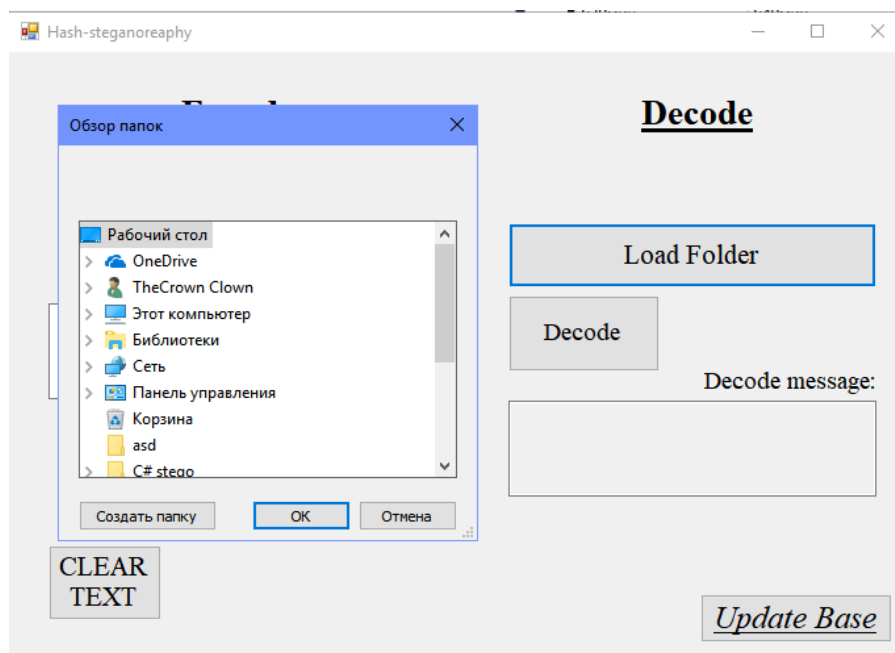 Hash-steganoreaphy
Обзор папок
Рабочий стол
OneDrive
TheCrown Clown
Этот компьютер
Библиотеки
Сеть
Панель управления
Корзина
asd
C# stego
Создать папку
OK
Отмена
CLEAR
TEXT
Decode
Load Folder
Decode
Decode message:
Update Base